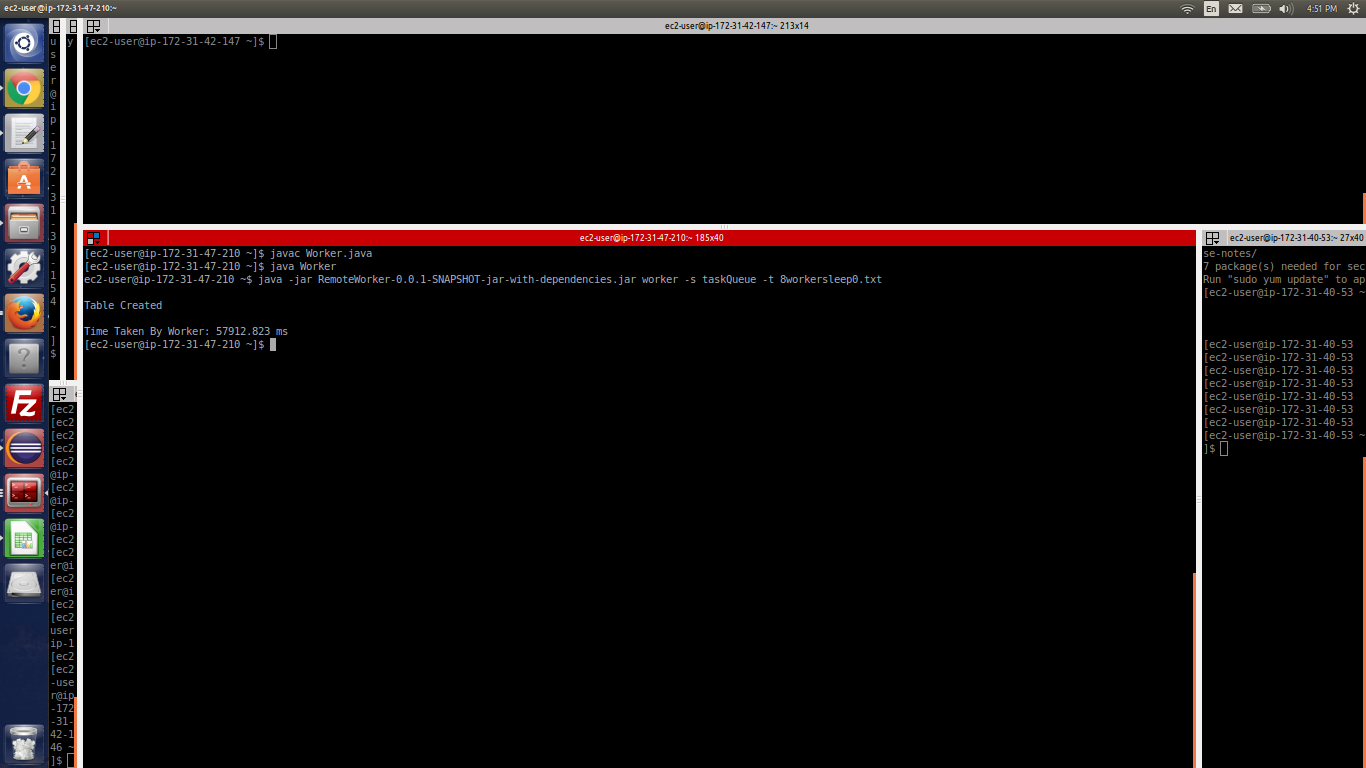 ec2-user@ip-172-31-47-210:~
En
4:51 PM
u
s
e
r
@
i
p
-
1
7
2
-
3
1
-
3
9
-
1
5
4
~
]
$
y
ec2-user@ip-172-31-42-147:~ 213x14
[ec2-user@ip-172-31-42-147 ~]$
ec2-user@ip-172-31-47-210:~ 185x40
[ec2-user@ip-172-31-47-210 ~]$ javac Worker.java
[ec2-user@ip-172-31-47-210 ~]$ java Worker
ec2-user@ip-172-31-47-210 ~$ java -jar RemoteWorker-0.0.1-SNAPSHOT-jar-with-dependencies.jar worker -s taskQueue -t 8workersleep0.txt
Table Created
Time Taken By Worker: 57912.823 ms
[ec2-user@ip-172-31-47-210 ~]$
ec2-user@ip-172-31-40-53:~ 27x40
se-notes/
7 package(s) needed for sec
Run "sudo yum update" to ap
[ec2-user@ip-172-31-40-53 ~
[ec2-user@ip-172-31-40-53
[ec2-user@ip-172-31-40-53
[ec2-user@ip-172-31-40-53
[ec2-user@ip-172-31-40-53
[ec2-user@ip-172-31-40-53
[ec2-user@ip-172-31-40-53
[ec2-user@ip-172-31-40-53
[ec2-user@ip-172-31-40-53 ~
]$
[ec2
[ec2
[ec2
[ec2
[ec2
@ip-
[ec2
@ip-
[ec2
@ip-
[ec2
[ec2
er@i
[ec2
er@i
[ec2
[ec2
user
ip-1
[ec2
[ec2
-use
r@ip
-172
-31-
42-1
46 ~
]$
Fz